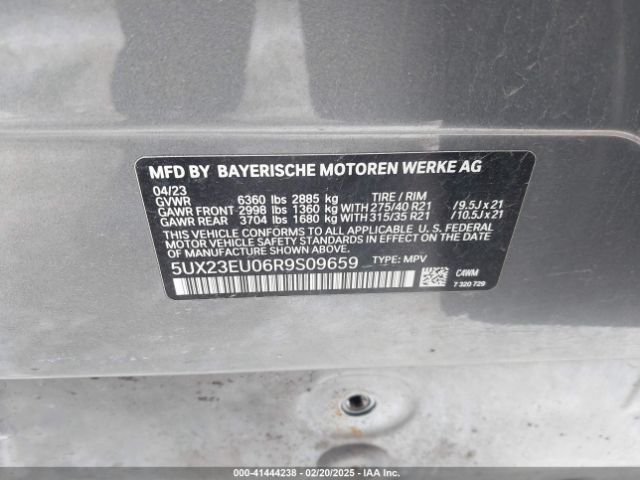 MFD BY BAYERISCHE MOTOREN WERKE AG
04/23
GVWR 6360 lbs 2885 kg TIRE / RIM
GAWR FRONT 2998 lbs 1360 kg WITH 275/40 R21 /9.5J x 21
GAWR REAR 3704 lbs 1680 kg WITH 315/35 R21 /10.5J x 21
THIS VEHICLE CONFORMS TO ALL APPLICABLE U. S. FEDERAL
MOTOR VEHICLE SAFETY STANDARDS IN EFFECT ON THE DATE
OF MANUFACTURE SHOWN ABOVE.
5UX23EU06R9S09659 TYPE: MPV
C4WM
7 320 729
000-41444238 - 02/20/2025 - IAA Inc.